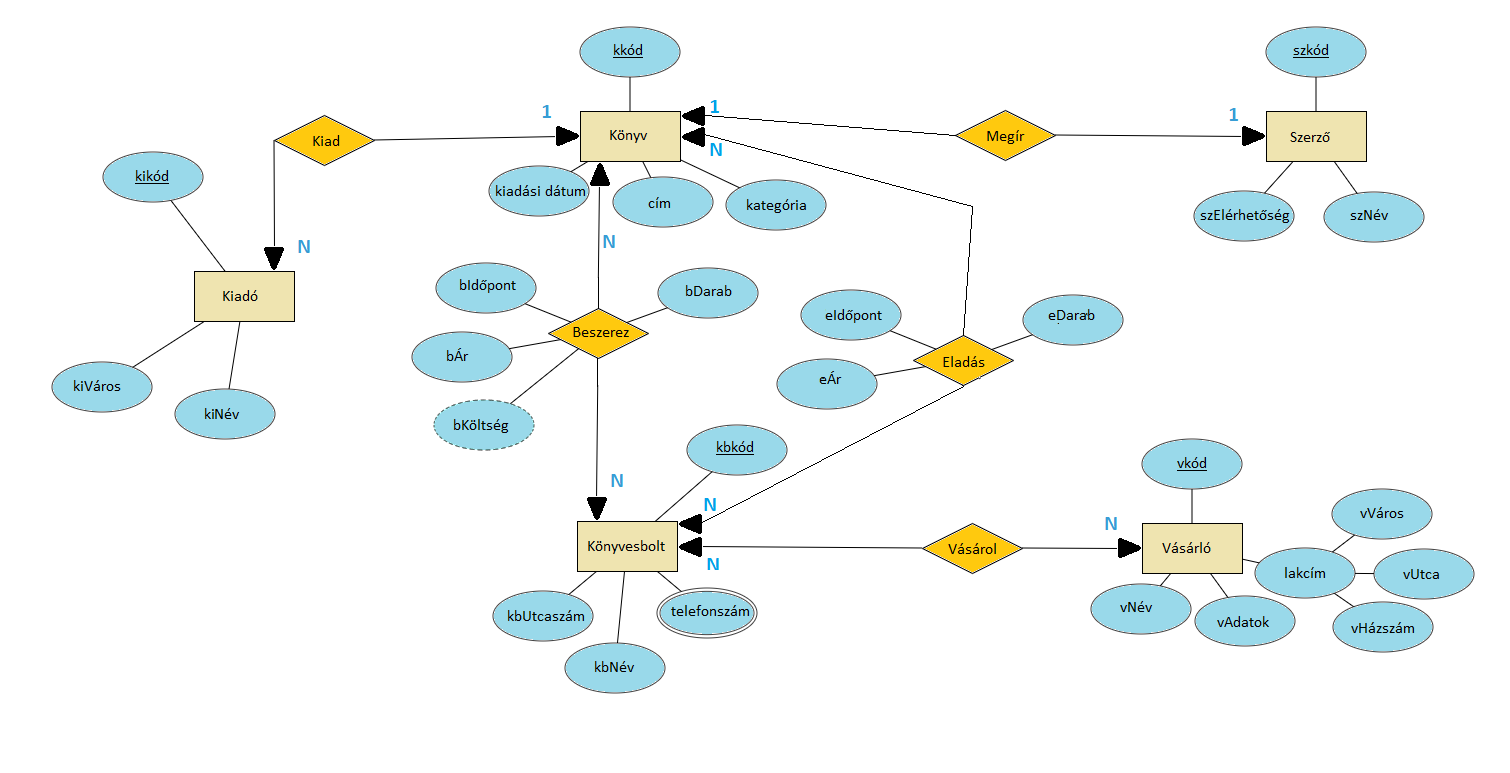 kkód
szkód
1
1
1
Kiad
Könyv
Megír
Szerző
N
kikód
kiadási dátum
cím
kategória
szElérhetőség
szNév
N
N
Kiadó
bIdőpont
bDarab
eIdőpont
eDarab
Beszerez
bÁr
Eladás
eÁr
kiVáros
kiNév
bKöltség
kbkód
vkód
N
N
N
vVáros
Könyvesbolt
Vásárol
Vásárló
N
lakcím
vUtca
kbUtcaszám
telefonszám
vNév
vAdatok
vHázszám
kbNév